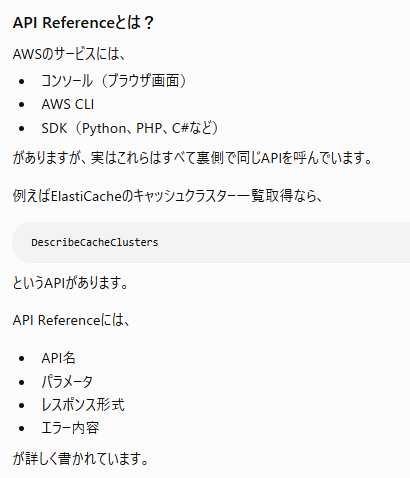 API Referenceとは？
AWSのサービスには、
• コンソール（ブラウザ画面）
• AWS CLI
• SDK（Python、PHP、C#など）
がありますが、実はこれらはすべて裏側で同じAPIを呼んでいます。
例えばElastiCacheのキャッシュクラスター一覧取得なら、
DescribeCacheClusters
というAPIがあります。
API Referenceには、
• API名
• パラメータ
• レスポンス形式
• エラー内容
が詳しく書かれています。